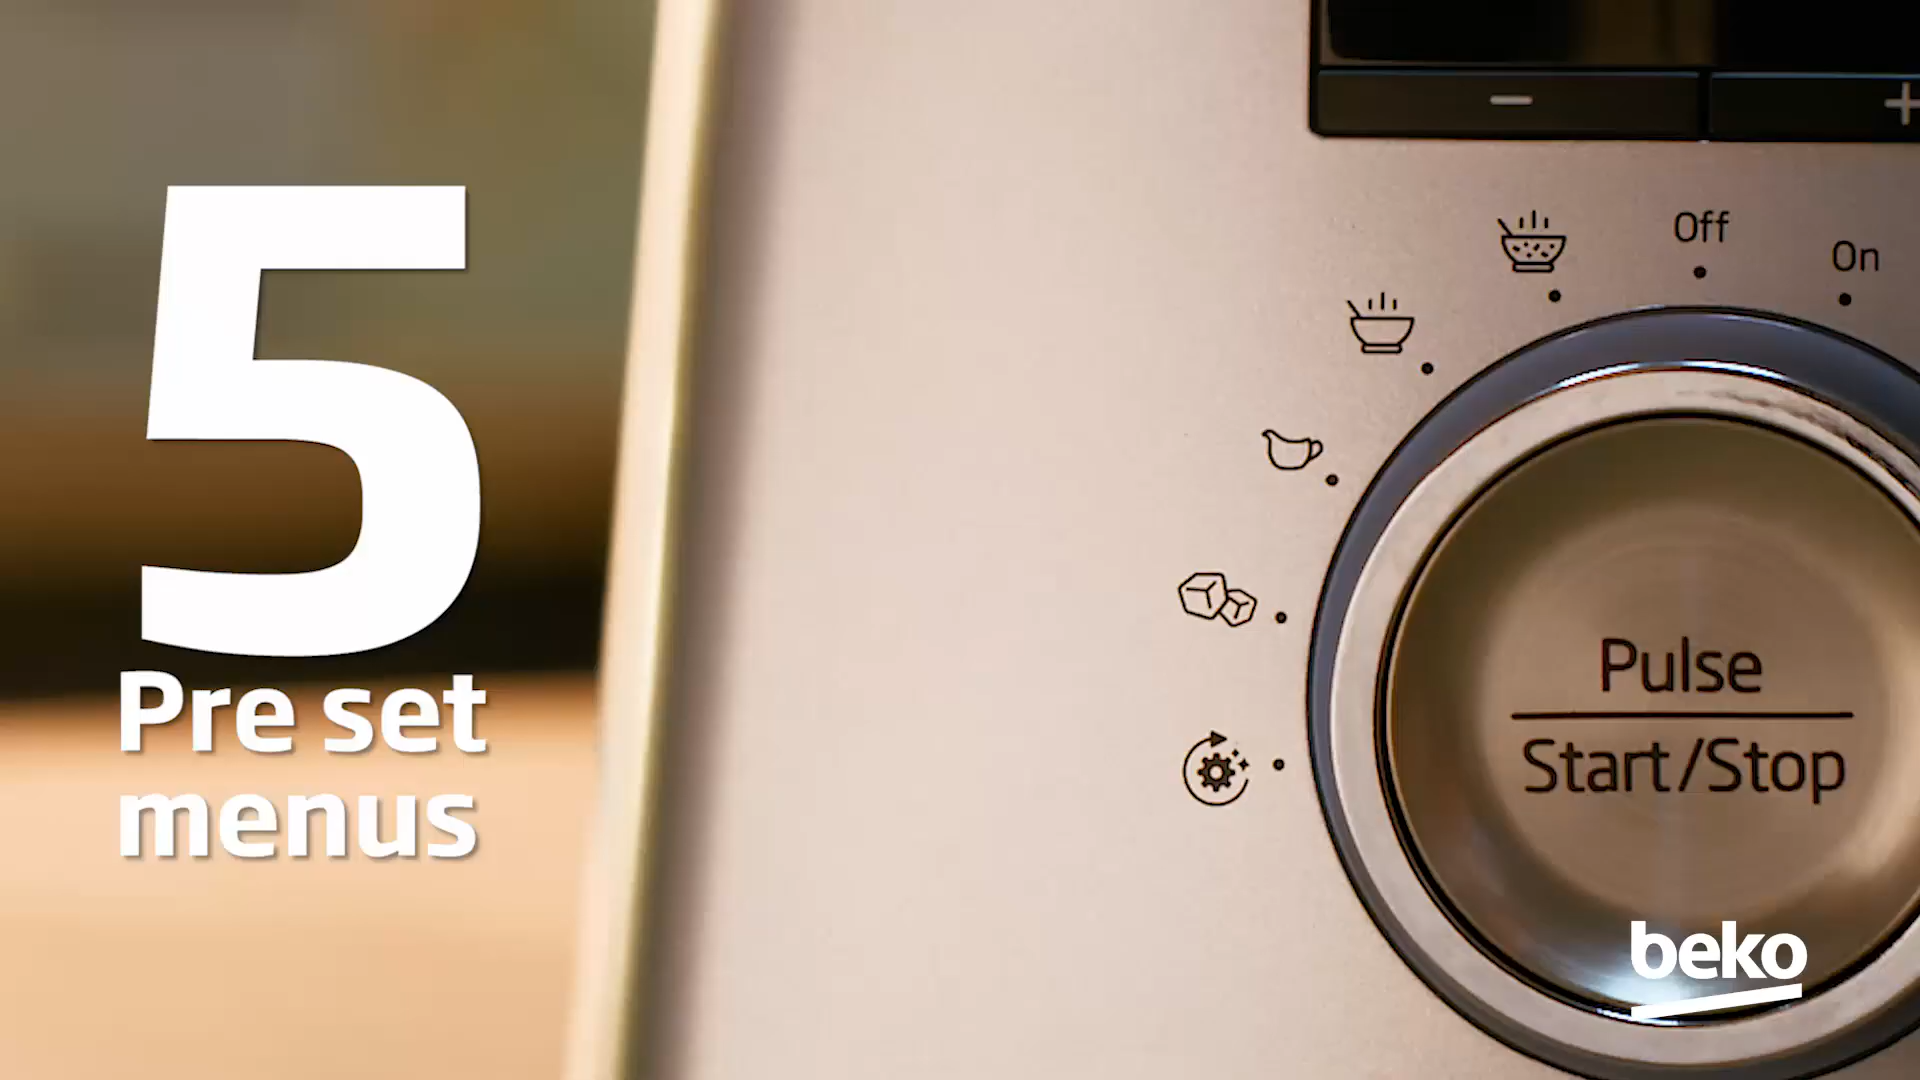 5
Pre set
menus
−
+
Off
On
Pulse
Start/Stop
beko